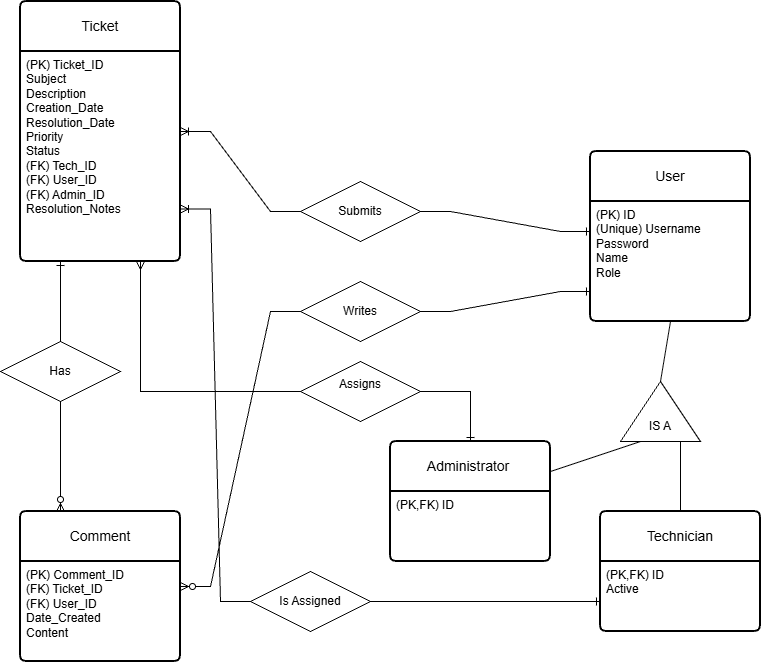 Ticket
(PK) Ticket_ID
Subject
Description
Creation_Date
Resolution_Date
Priority
Status
(FK) Tech_ID
(FK) User_ID
(FK) Admin_ID
Resolution_Notes
Submits
User
(PK) ID
(Unique) Username
Password
Name
Role
Writes
Has
Assigns
IS A
Administrator
(PK,FK) ID
Comment
(PK) Comment_ID
(FK) Ticket_ID
(FK) User_ID
Date_Created
Content
Is Assigned
Technician
(PK,FK) ID
Active